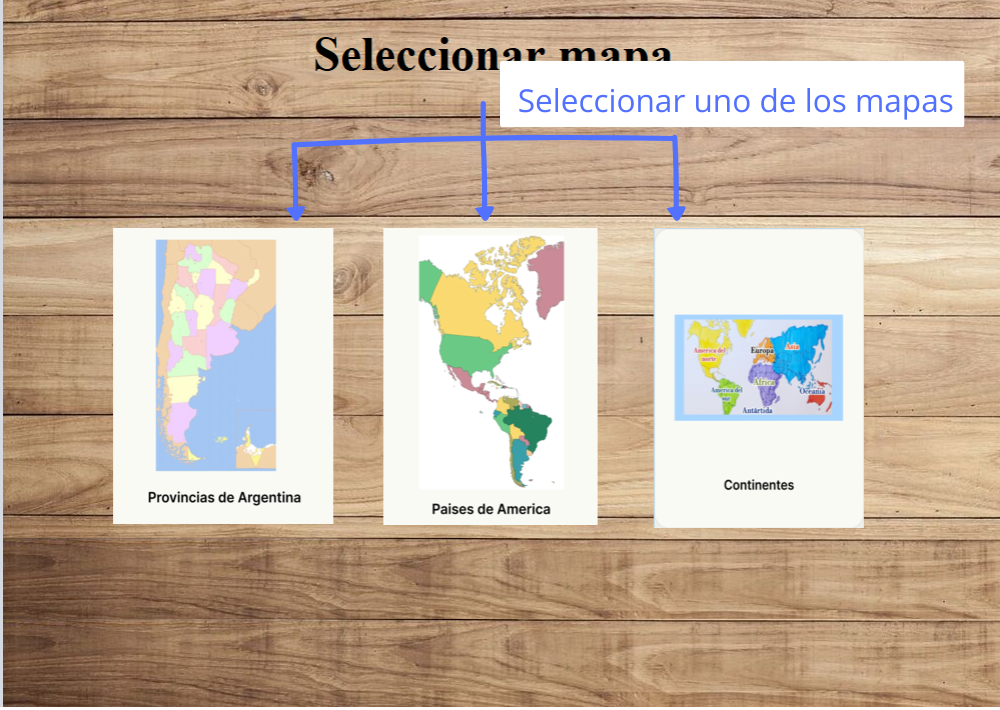 Seleccionar mapa
Seleccionar uno de los mapas
America del
norte
Europa
Asia
Africa
America del
sur
Oceania
Antártida
Provincias de Argentina
Paises de America
Continentes